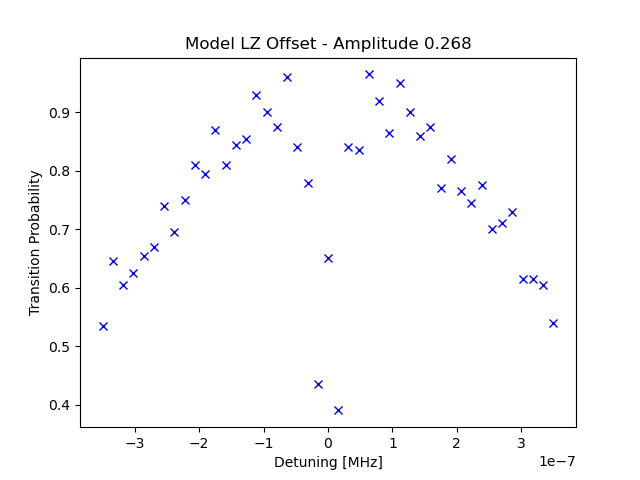 Model LZ Offset - Amplitude 0.268
Transition Probability
0.9
0.8
0.7
0.6
0.5
0.4
−3 −2 −1 0 1 2 3
1e−7
Detuning [MHz]